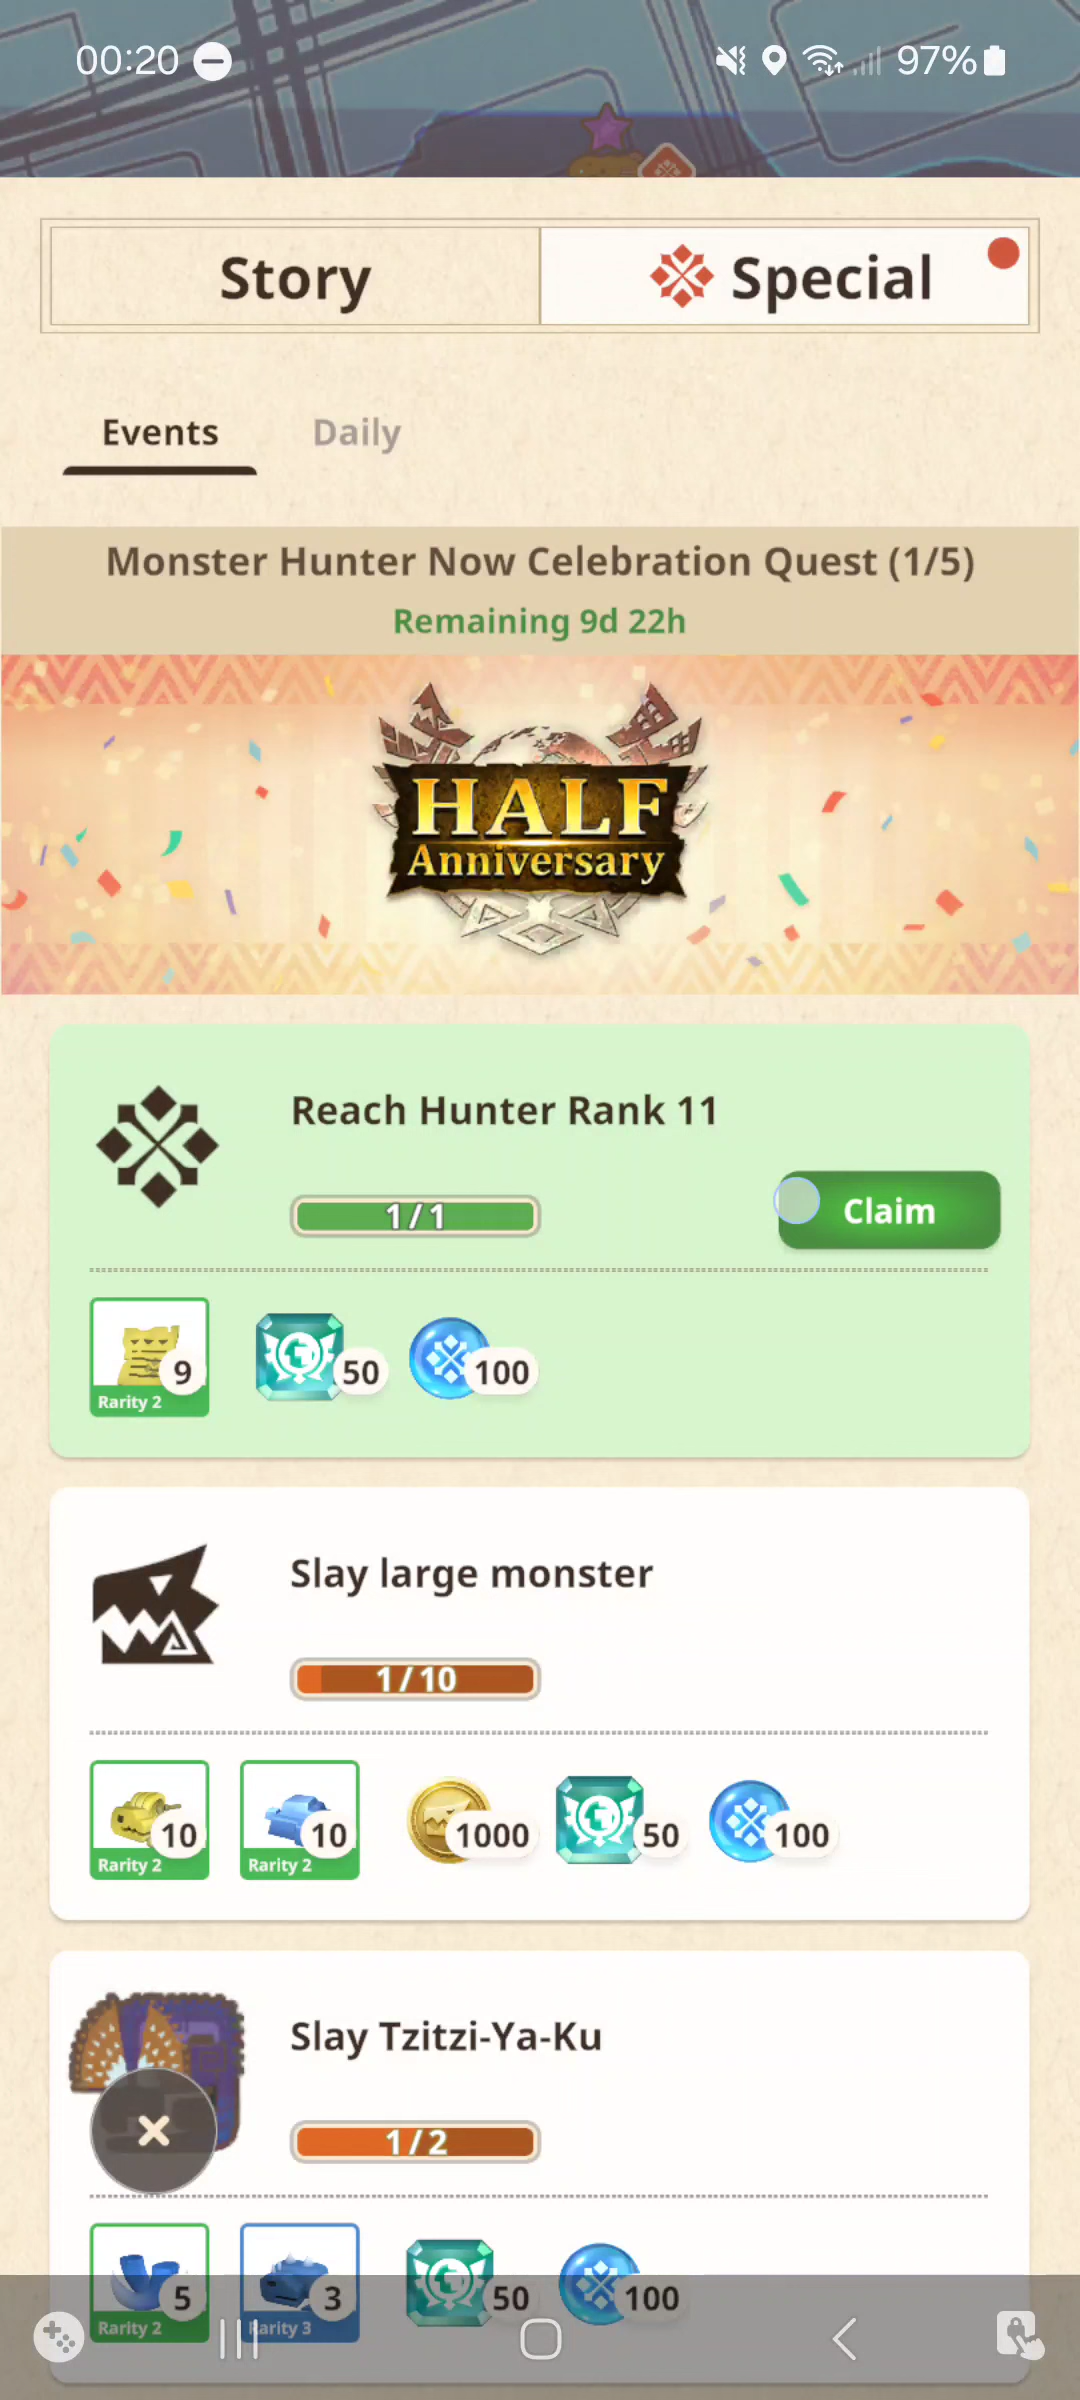 00:20
97%
Story
Special
Events
Daily
Monster Hunter Now Celebration Quest (1/5)
Remaining 9d 22h
HALF
Anniversary
Reach Hunter Rank 11
1/1
Claim
9
Rarity 2
50
100
Slay large monster
1/10
10
Rarity 2
10
Rarity 2
1000
50
100
Slay Tzitzi-Ya-Ku
1/2
5
Rarity 2
3
Rarity 3
50
100